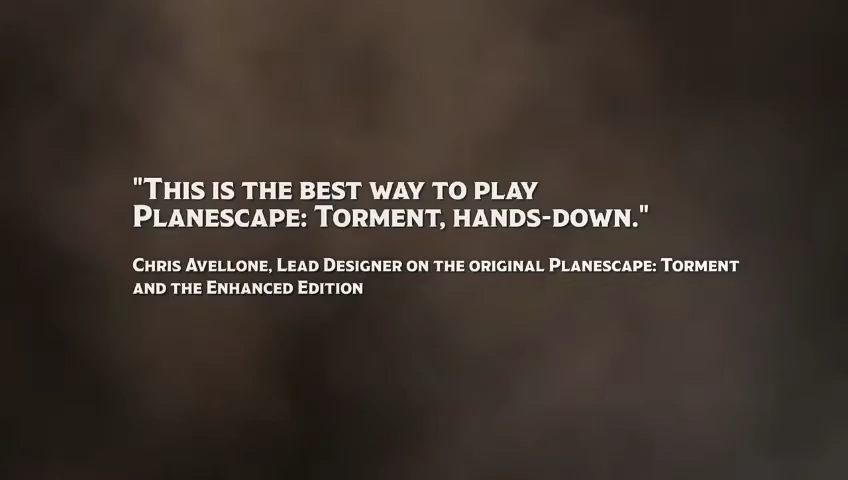 "This is the best way to play
Planescape: Torment, hands-down."
Chris Avellone, Lead Designer on the original Planescape: Torment
and the Enhanced Edition